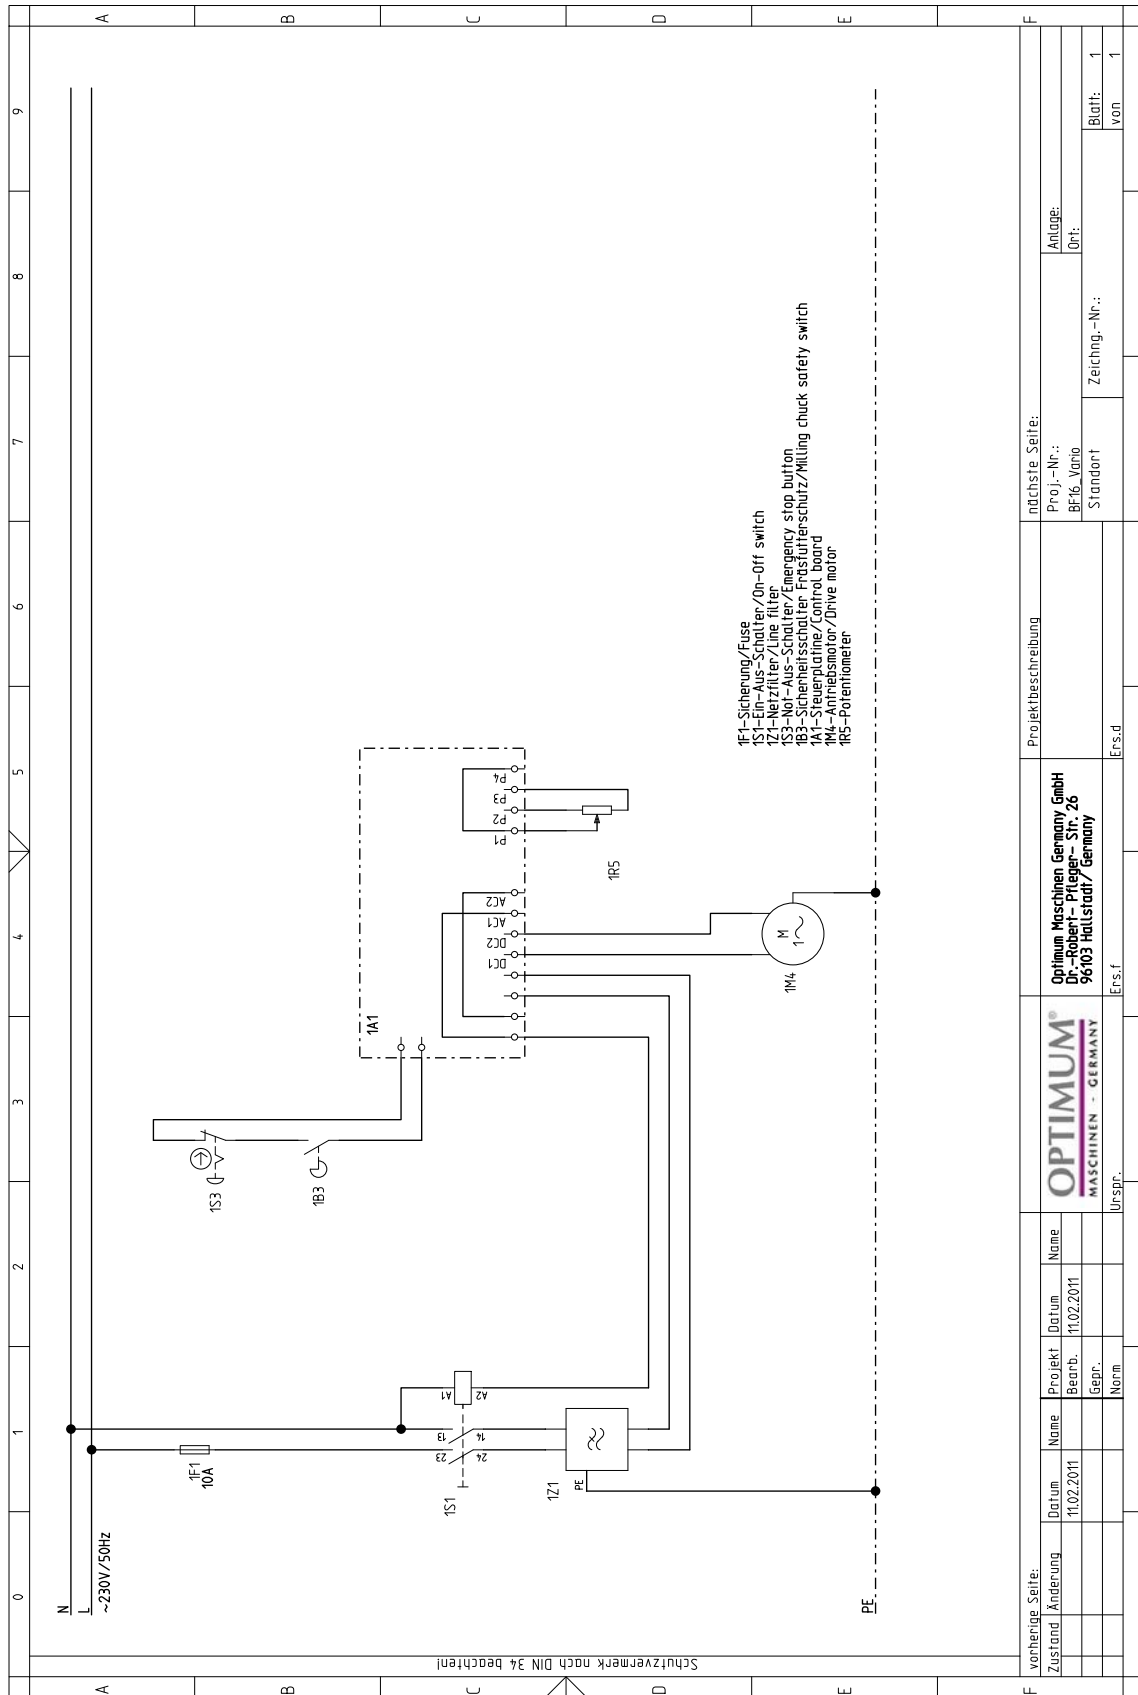 0 1 2 3 4 5 6 7 8 9
A A
B B
C C
D D
E E
F F
Schutzvermerk nach DIN 34 beachten!
N
L
~230V/50Hz
1F1
10A
1S3
1B3
1A1
A1
A2
13
14
23
24
1S1
1Z1
PE
DC1
DC2
AC1
AC2
P1
P2
P3
P4
1R5
M
1~
1M4
PE
1F1-Sicherung/Fuse
1S1-Ein-Aus-Schalter/On-Off switch
1Z1-Netzfilter/Line filter
1S3-Not-Aus-Schalter/Emergency stop button
1B3-Sicherheitsschalter Fräsfutterschutz/Milling chuck safety switch
1A1-Steuerplatine/Control board
1M4-Antriebsmotor/Drive motor
1R5-Potentiometer
vorherige Seite:
Zustand Änderung Datum Name Projekt Datum Name
11.02.2011 Bearb. 11.02.2011
Gepr.
Norm
Urspr.
OPTIMUM®
MASCHINEN - GERMANY
Optimum Maschinen Germany GmbH
Dr.-Robert- Pfleger- Str. 26
96103 Hallstadt/ Germany
Ers.f
Ers.d
Projektbeschreibung
nächste Seite:
Proj.-Nr.:
BF16_Vario
Standort
Zeichng.-Nr.:
Anlage:
Ort:
Blatt: 1
von 1